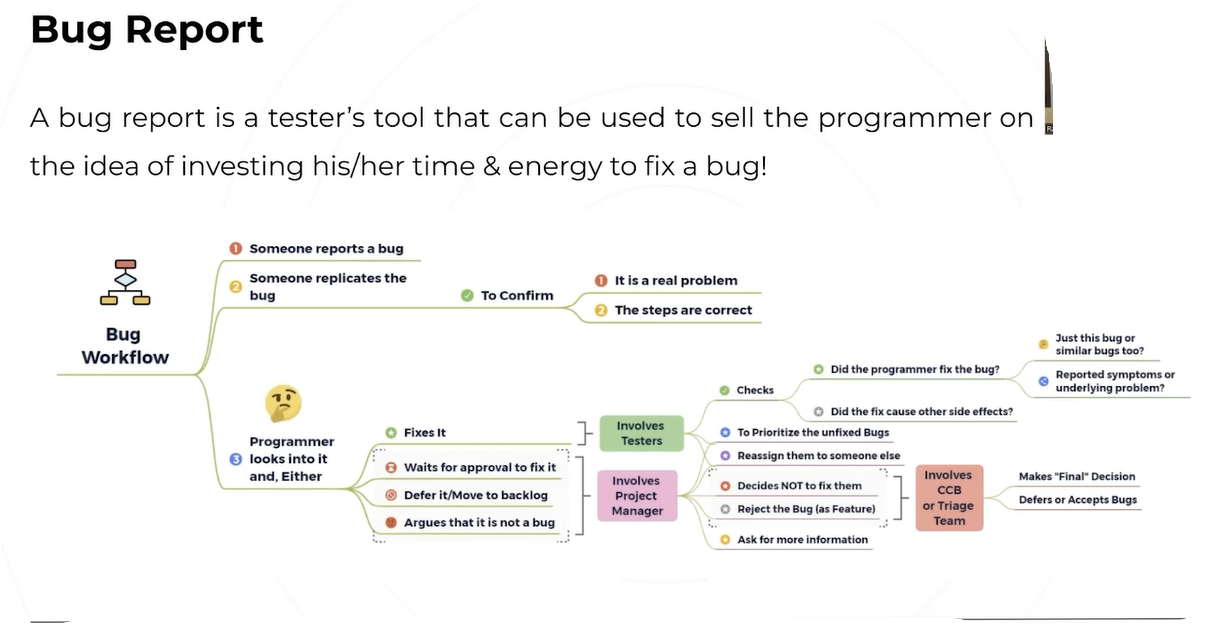 Bug Report
A bug report is a tester’s tool that can be used to sell the programmer on
the idea of investing his/her time & energy to fix a bug!
Bug
Workflow
1 Someone reports a bug
2 Someone replicates the
bug
To Confirm
1 It is a real problem
2 The steps are correct
3 Programmer
looks into it
and, Either
Fixes It
Waits for approval to fix it
Defer it/Move to backlog
Argues that it is not a bug
Involves
Testers
Involves
Project
Manager
Checks
Did the programmer fix the bug?
Just this bug or
similar bugs too?
Reported symptoms or
underlying problem?
Did the fix cause other side effects?
To Prioritize the unfixed Bugs
Reassign them to someone else
Decides NOT to fix them
Reject the Bug (as Feature)
Ask for more information
Involves
CCB
or Triage
Team
Makes "Final" Decision
Defers or Accepts Bugs